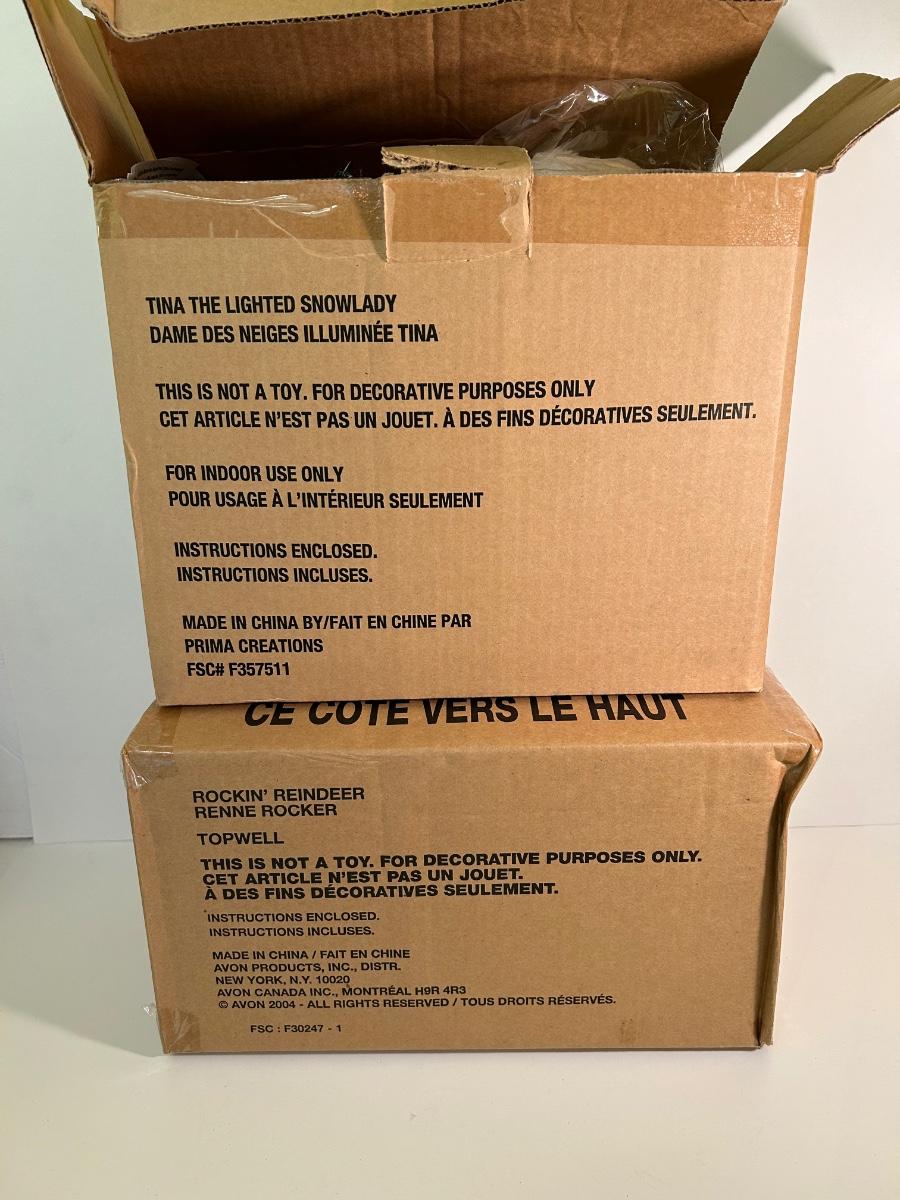 TINA THE LIGHTED SNOWLADY
DAME DES NEIGES ILLUMINÉE TINA
THIS IS NOT A TOY. FOR DECORATIVE PURPOSES ONLY
CET ARTICLE N'EST PAS UN JOUET. À DES FINS DÉCORATIVES SEULEMENT.
FOR INDOOR USE ONLY
POUR USAGE À L'INTÉRIEUR SEULEMENT
INSTRUCTIONS ENCLOSED.
INSTRUCTIONS INCLUSES.
MADE IN CHINA BY/FAIT EN CHINE PAR
PRIMA CREATIONS
FSC# F357511
CE COTE VERS LE HAUT
ROCKIN' REINDEER
RENNE ROCKER
TOPWELL
THIS IS NOT A TOY. FOR DECORATIVE PURPOSES ONLY.
CET ARTICLE N'EST PAS UN JOUET.
À DES FINS DÉCORATIVES SEULEMENT.
INSTRUCTIONS ENCLOSED.
INSTRUCTIONS INCLUSES.
MADE IN CHINA / FAIT EN CHINE
AVON PRODUCTS, INC., DISTR.
NEW YORK, N.Y. 10020
AVON CANADA INC., MONTRÉAL H9R 4R3
© AVON 2004 - ALL RIGHTS RESERVED / TOUS DROITS RÉSERVÉS.
FSC : F30247 - 1